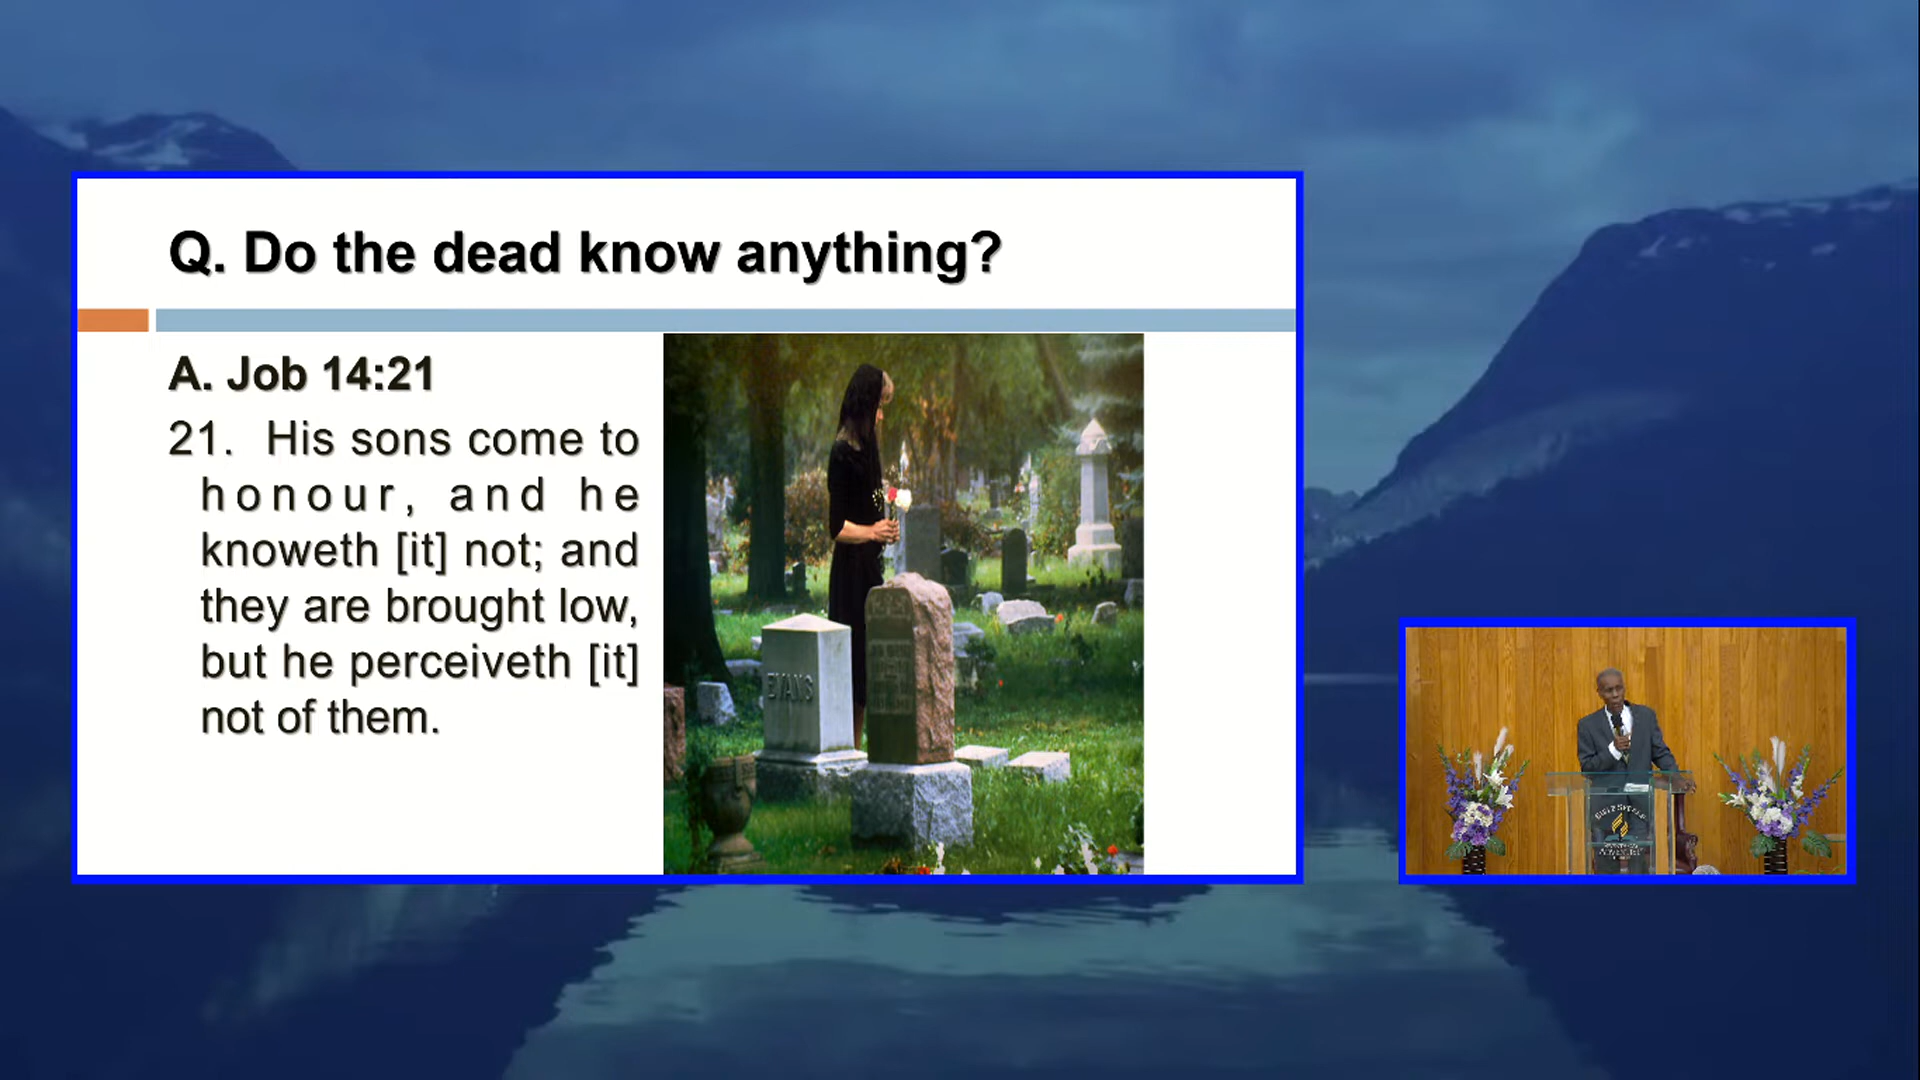 Q. Do the dead know anything?
A. Job 14:21
21. His sons come to
honour, and he
knoweth [it] not; and
they are brought low,
but he perceiveth [it]
not of them.
EVANS